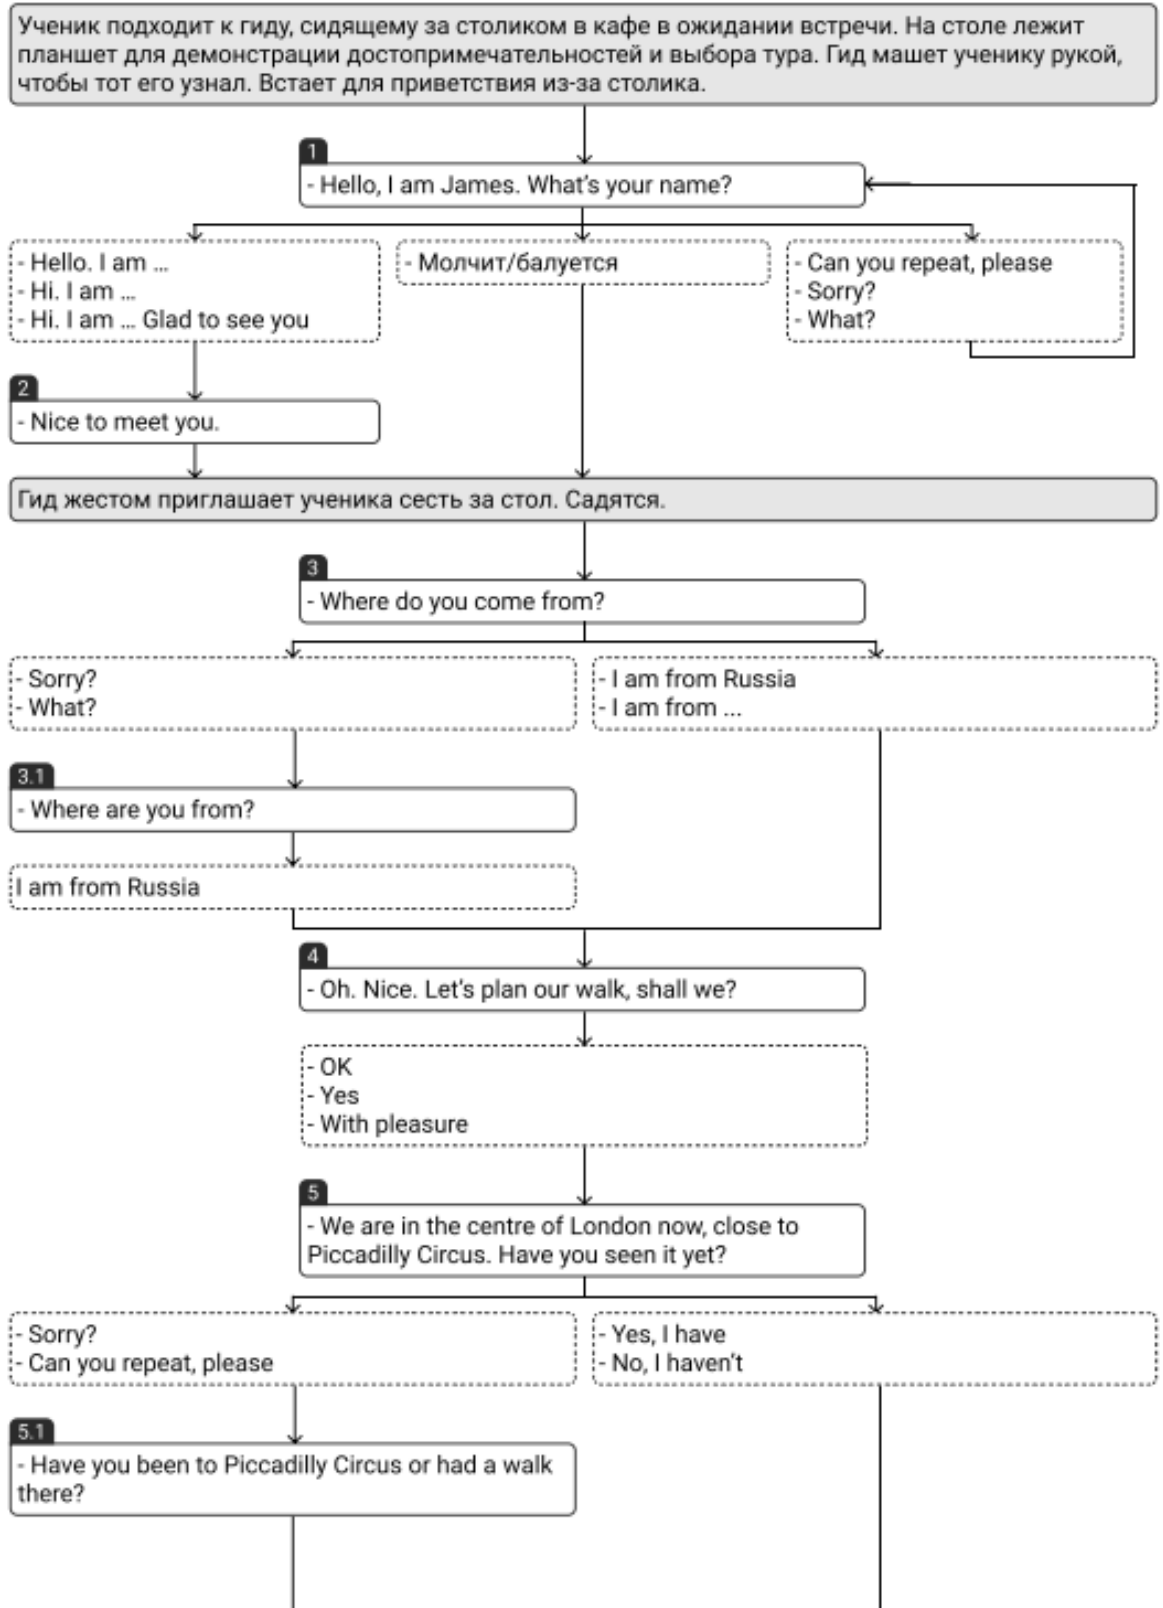 Ученик подходит к гиду, сидящему за столиком в кафе в ожидании встречи. На столе лежит
планшет для демонстрации достопримечательностей и выбора тура. Гид машет ученику рукой,
чтобы тот его узнал. Встает для приветствия из-за столика.
1
- Hello, I am James. What's your name?
- Hello. I am ...
- Hi. I am ...
- Hi. I am ... Glad to see you
- Молчит/балуется
- Can you repeat, please
- Sorry?
- What?
2
- Nice to meet you.
Гид жестом приглашает ученика сесть за стол. Садятся.
3
- Where do you come from?
- Sorry?
- What?
- I am from Russia
- I am from ...
3.1
- Where are you from?
I am from Russia
4
- Oh. Nice. Let's plan our walk, shall we?
- OK
- Yes
- With pleasure
5
- We are in the centre of London now, close to
Piccadilly Circus. Have you seen it yet?
- Sorry?
- Can you repeat, please
- Yes, I have
- No, I haven't
5.1
- Have you been to Piccadilly Circus or had a walk
there?